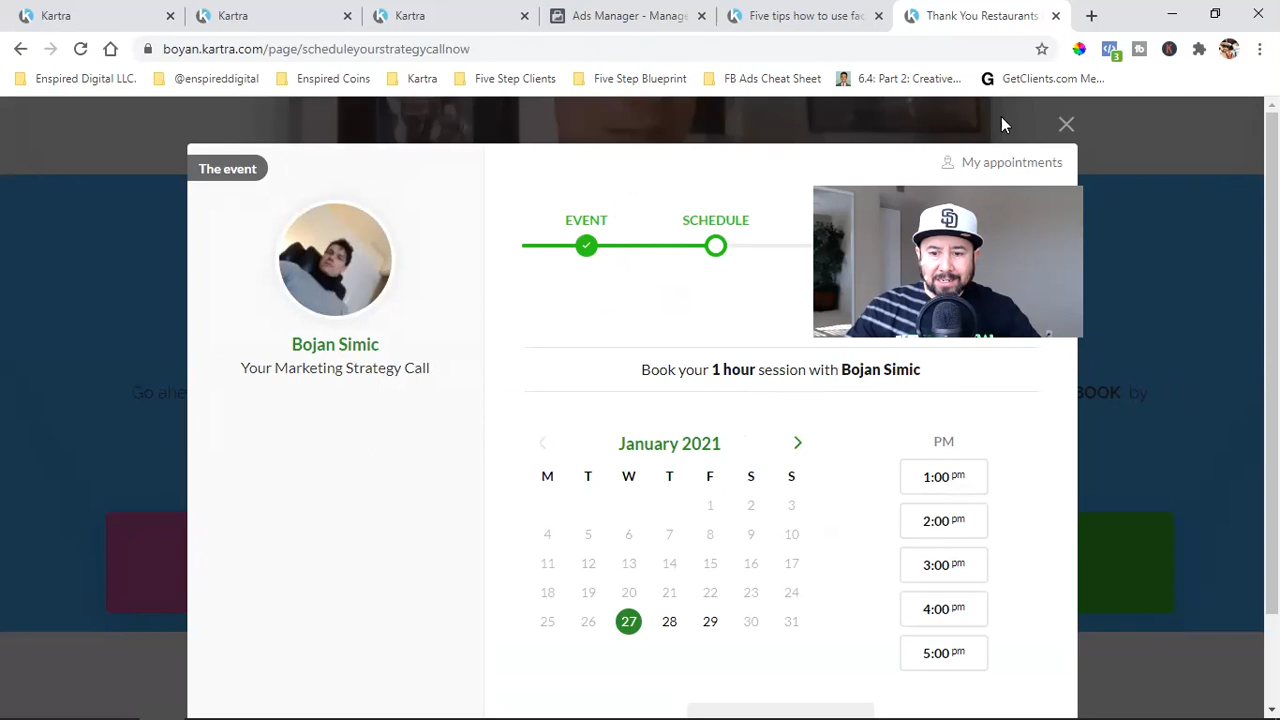 Kartra
Kartra
Kartra
Ads Manager - Manage
Five tips how to use fac
Thank You Restaurants
boyan.kartra.com/page/scheduleyourstrategycallnow
3
Enspired Digital LLC.
@enspireddigital
Enspired Coins
Kartra
Five Step Clients
Five Step Blueprint
FB Ads Cheat Sheet
6.4: Part 2: Creative...
GetClients.com Me...
The event
My appointments
EVENT
SCHEDULE
SD
Bojan Simic
Your Marketing Strategy Call
Book your 1 hour session with Bojan Simic
Go ahe
BOOK by
January 2021
M T W T F S S
1 2 3
4 5 6 7 8 9 10
11 12 13 14 15 16 17
18 19 20 21 22 23 24
25 26 27 28 29 30 31
PM
1:00 pm
2:00 pm
3:00 pm
4:00 pm
5:00 pm